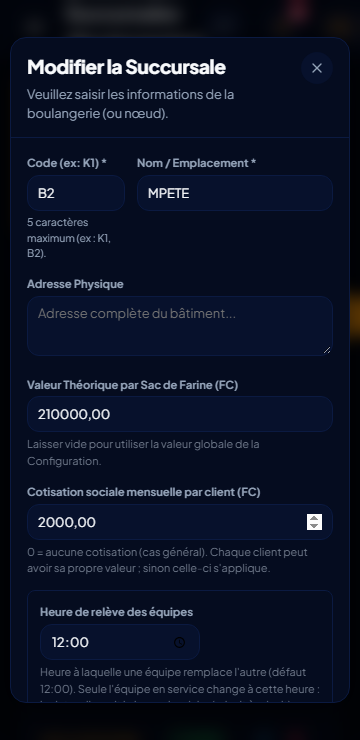 Modifier la Succursale
Veuillez saisir les informations de la
boulangerie (ou nœud).
Code (ex: K1) * Nom / Emplacement *
B2 MPETE
5 caractères
maximum (ex : K1,
B2).
Adresse Physique
Adresse complète du bâtiment...
Valeur Théorique par Sac de Farine (FC)
210000,00
Laisser vide pour utiliser la valeur globale de la
Configuration.
Cotisation sociale mensuelle par client (FC)
2000,00
0 = aucune cotisation (cas général). Chaque client peut
avoir sa propre valeur ; sinon celle-ci s'applique.
Heure de relève des équipes
12:00
Heure à laquelle une équipe remplace l'autre (défaut
12:00). Seule l'équipe en service change à cette heure :